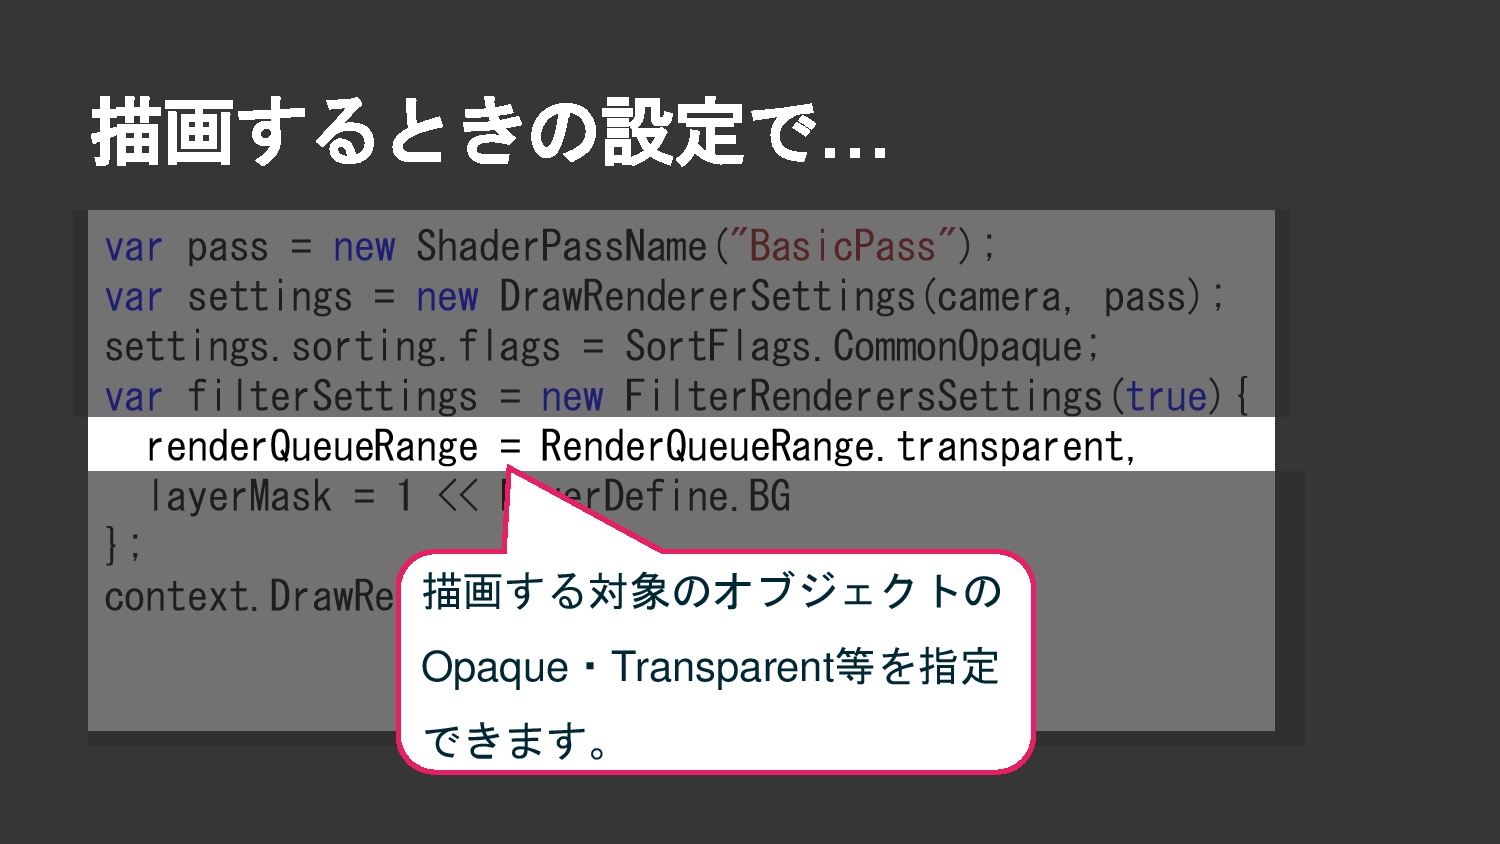 描画するときの設定で...
var pass = new ShaderPassName("BasicPass");
var settings = new DrawRendererSettings(camera, pass);
settings.sorting.flags = SortFlags.CommonOpaque;
var filterSettings = new FilterRenderersSettings(true){
renderQueueRange = RenderQueueRange.transparent,
layerMask = 1 << erDefine.BG
};
context.DrawRe
描画する対象のオブジェクトの
Opaque・Transparent等を指定
できます。